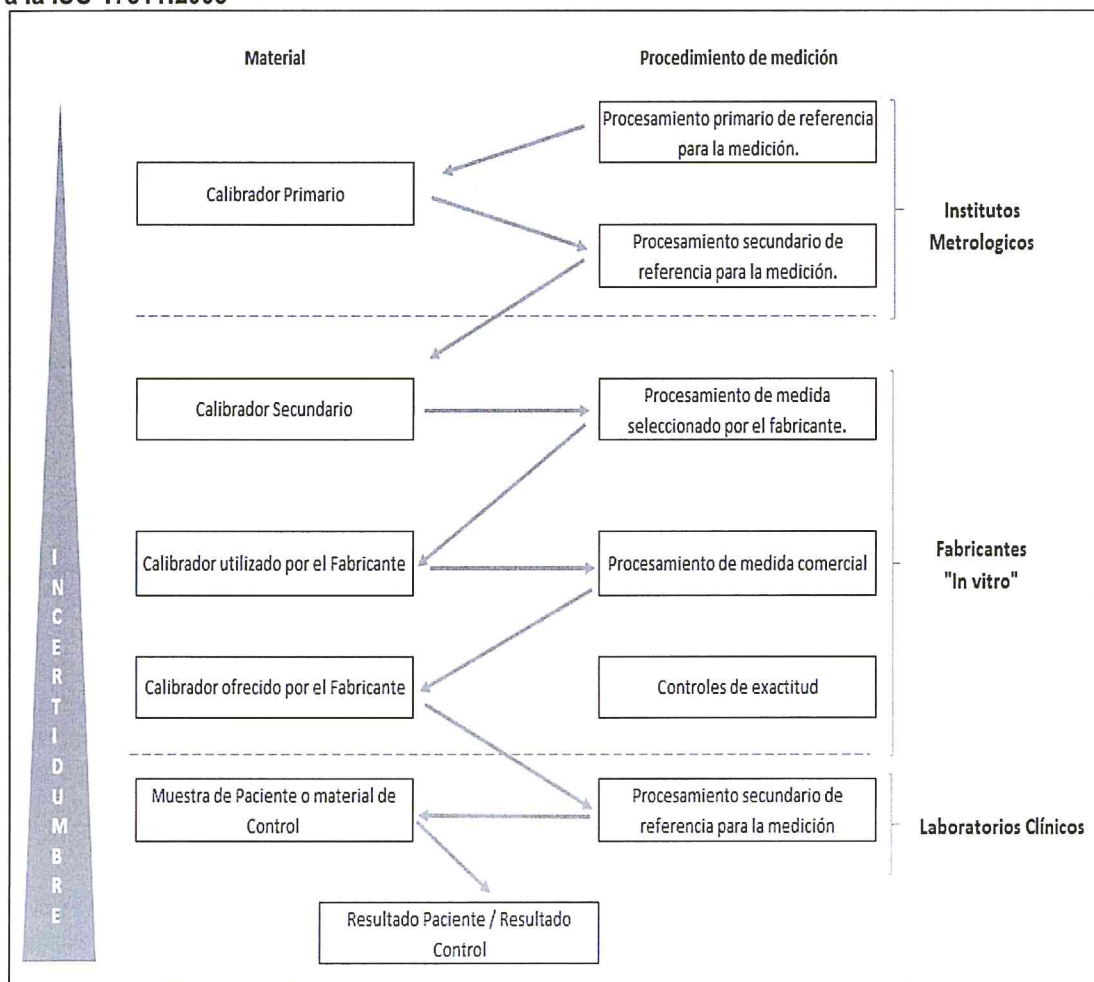 Material
Procedimiento de medición
Procesamiento primario de referencia
para la medición.
Calibrador Primario
Institutos
Metrologicos
Procesamiento secundario de
referencia para la medición.
Calibrador Secundario
Procesamiento de medida
seleccionado por el fabricante.
Calibrador utilizado por el Fabricante
Procesamiento de medida comercial
Fabricantes
"In vitro"
Calibrador ofrecido por el Fabricante
Controles de exactitud
Muestra de Paciente o material de
Control
Procesamiento secundario de
referencia para la medición
Laboratorios Clínicos
Resultado Paciente / Resultado
Control
INCERTIDUMBRE